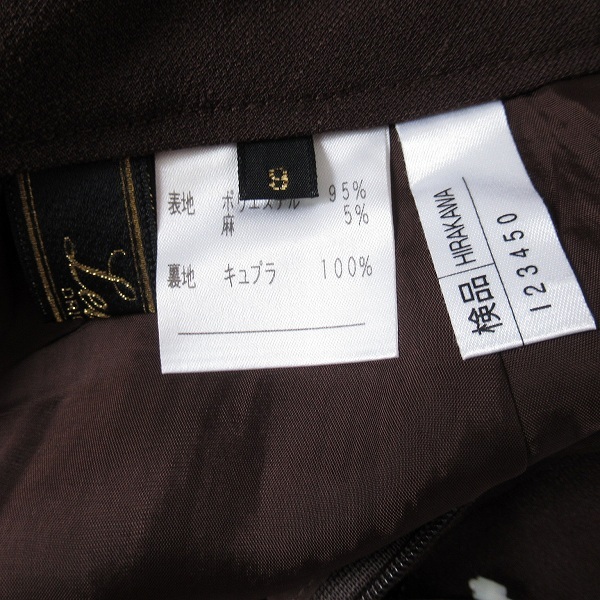 9
表地 ポリエステル 95%
麻 5%
裏地 キュプラ 100%
検品
HIRAKAWA
123450